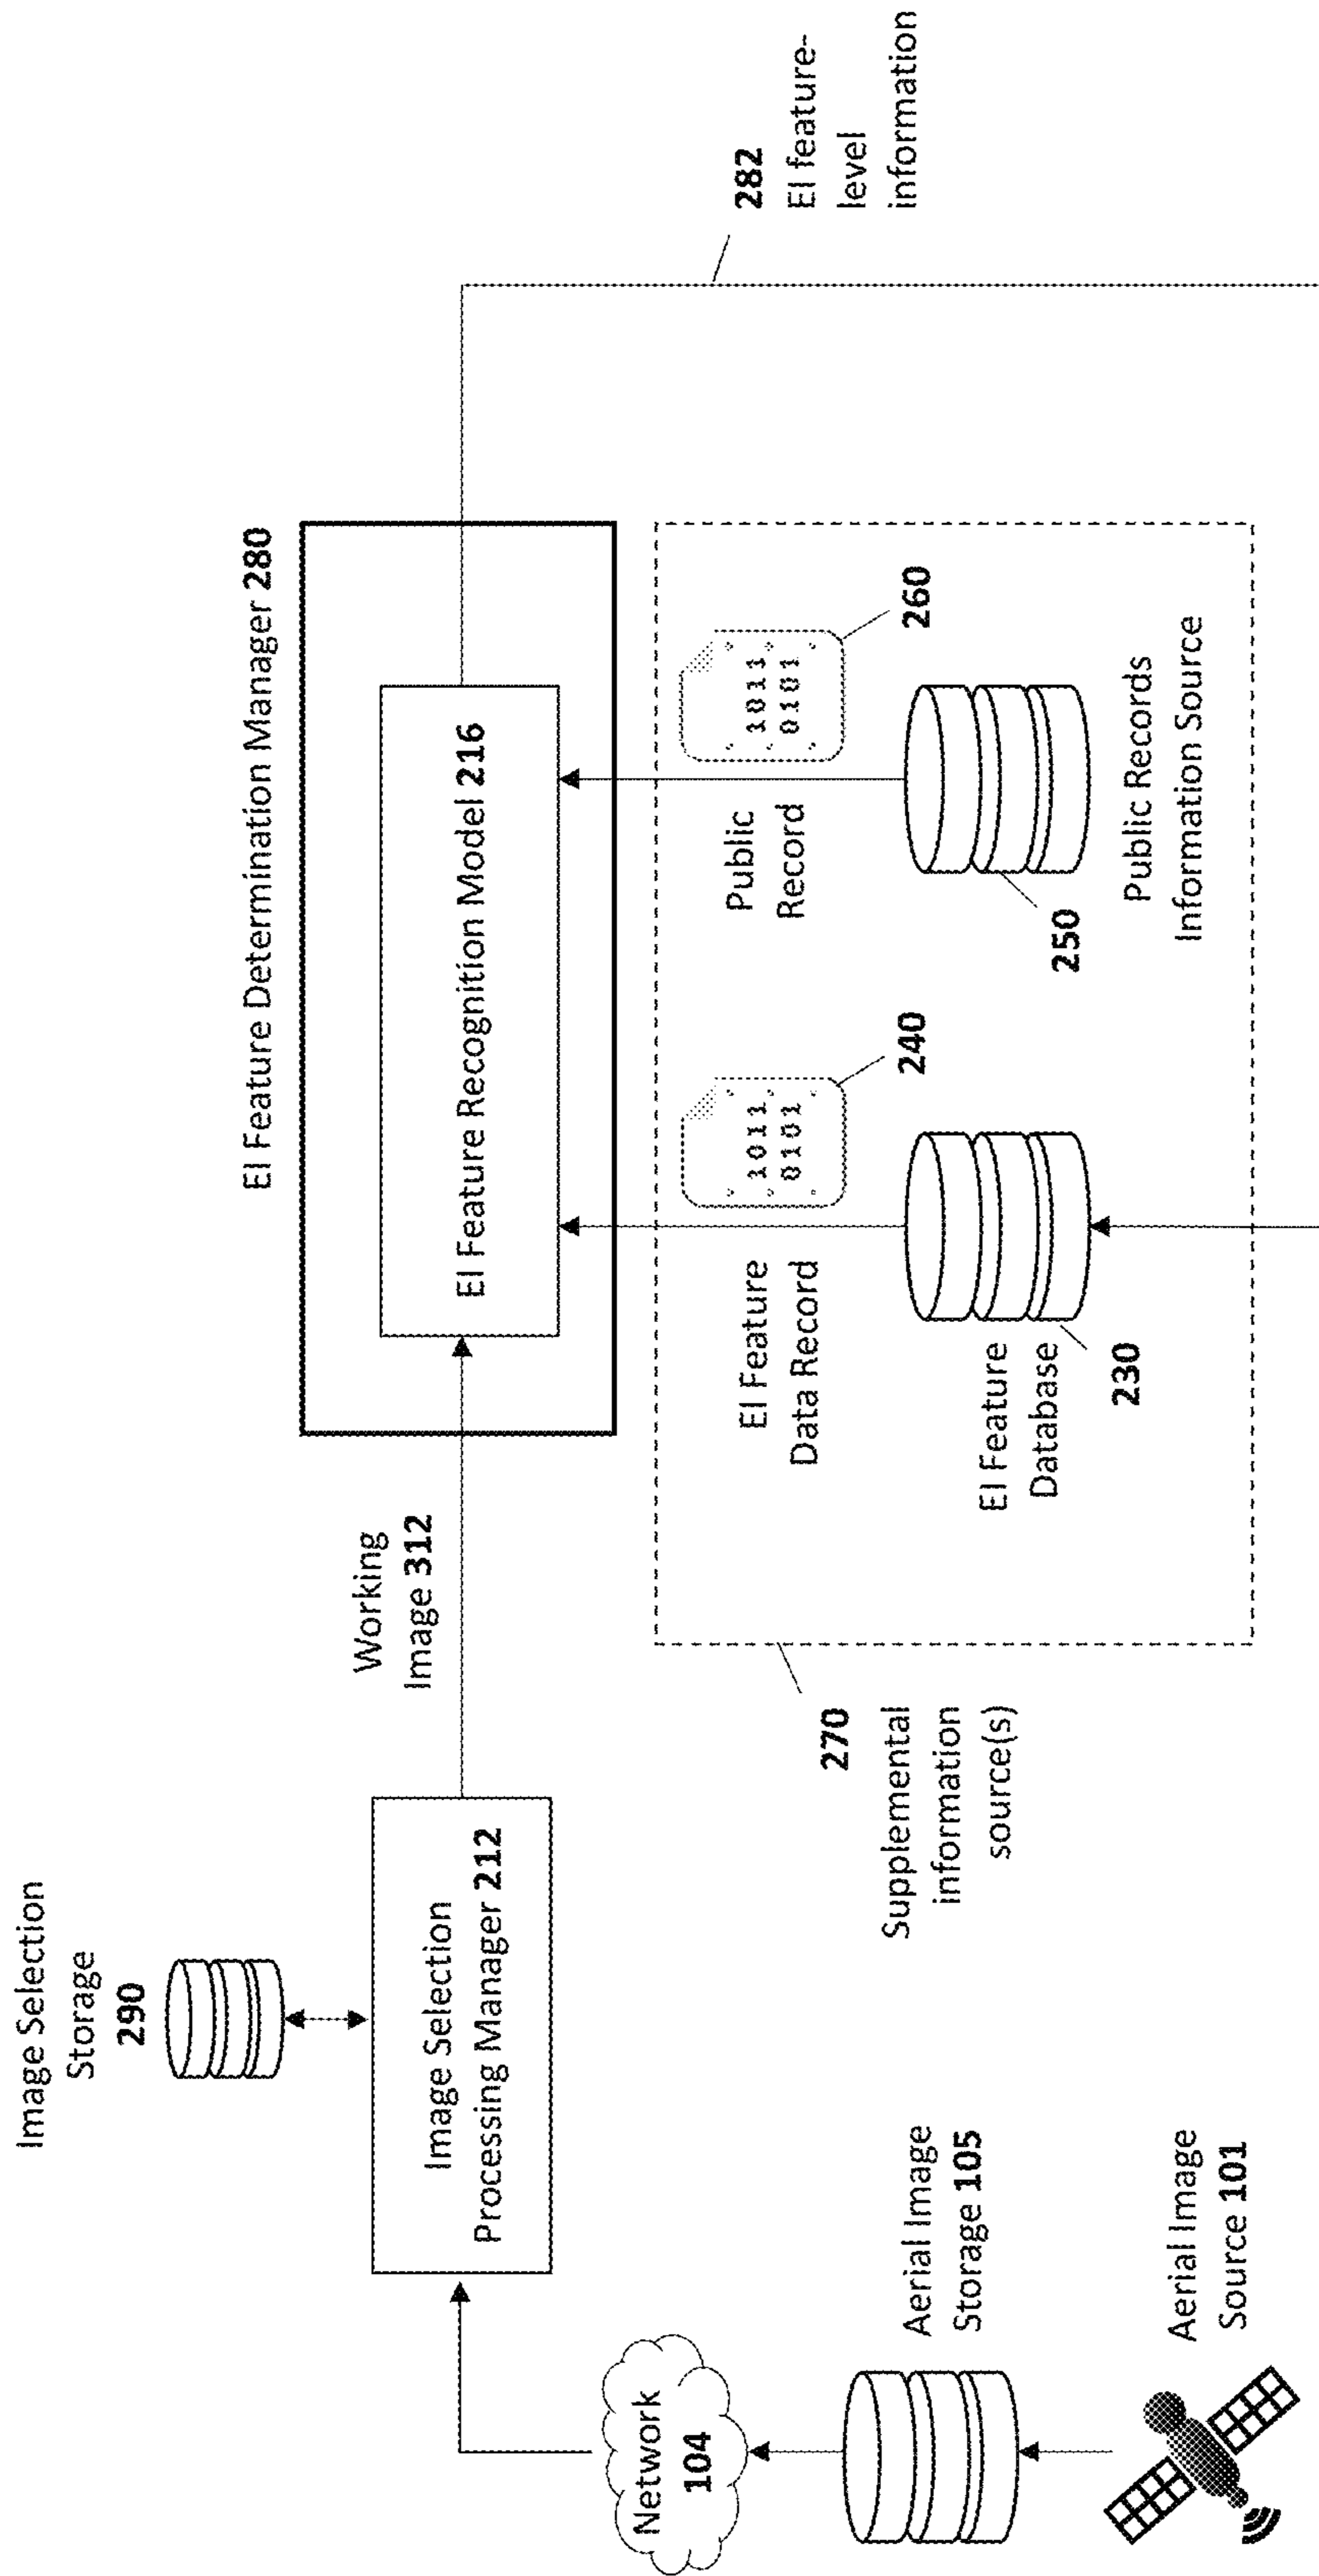 Image Selection
Storage
290
Image Selection
Processing Manager 212
Network
104
Aerial Image
Storage 105
Aerial Image
Source 101
Working
Image 312
EI Feature Determination Manager 280
EI Feature Recognition Model 216
EI Feature
Data Record
1011
0101
240
Public
Record
1011
0101
260
EI Feature
Database
230
250
Public Records
Information Source
270
Supplemental
information
source(s)
282
EI feature-
level
information